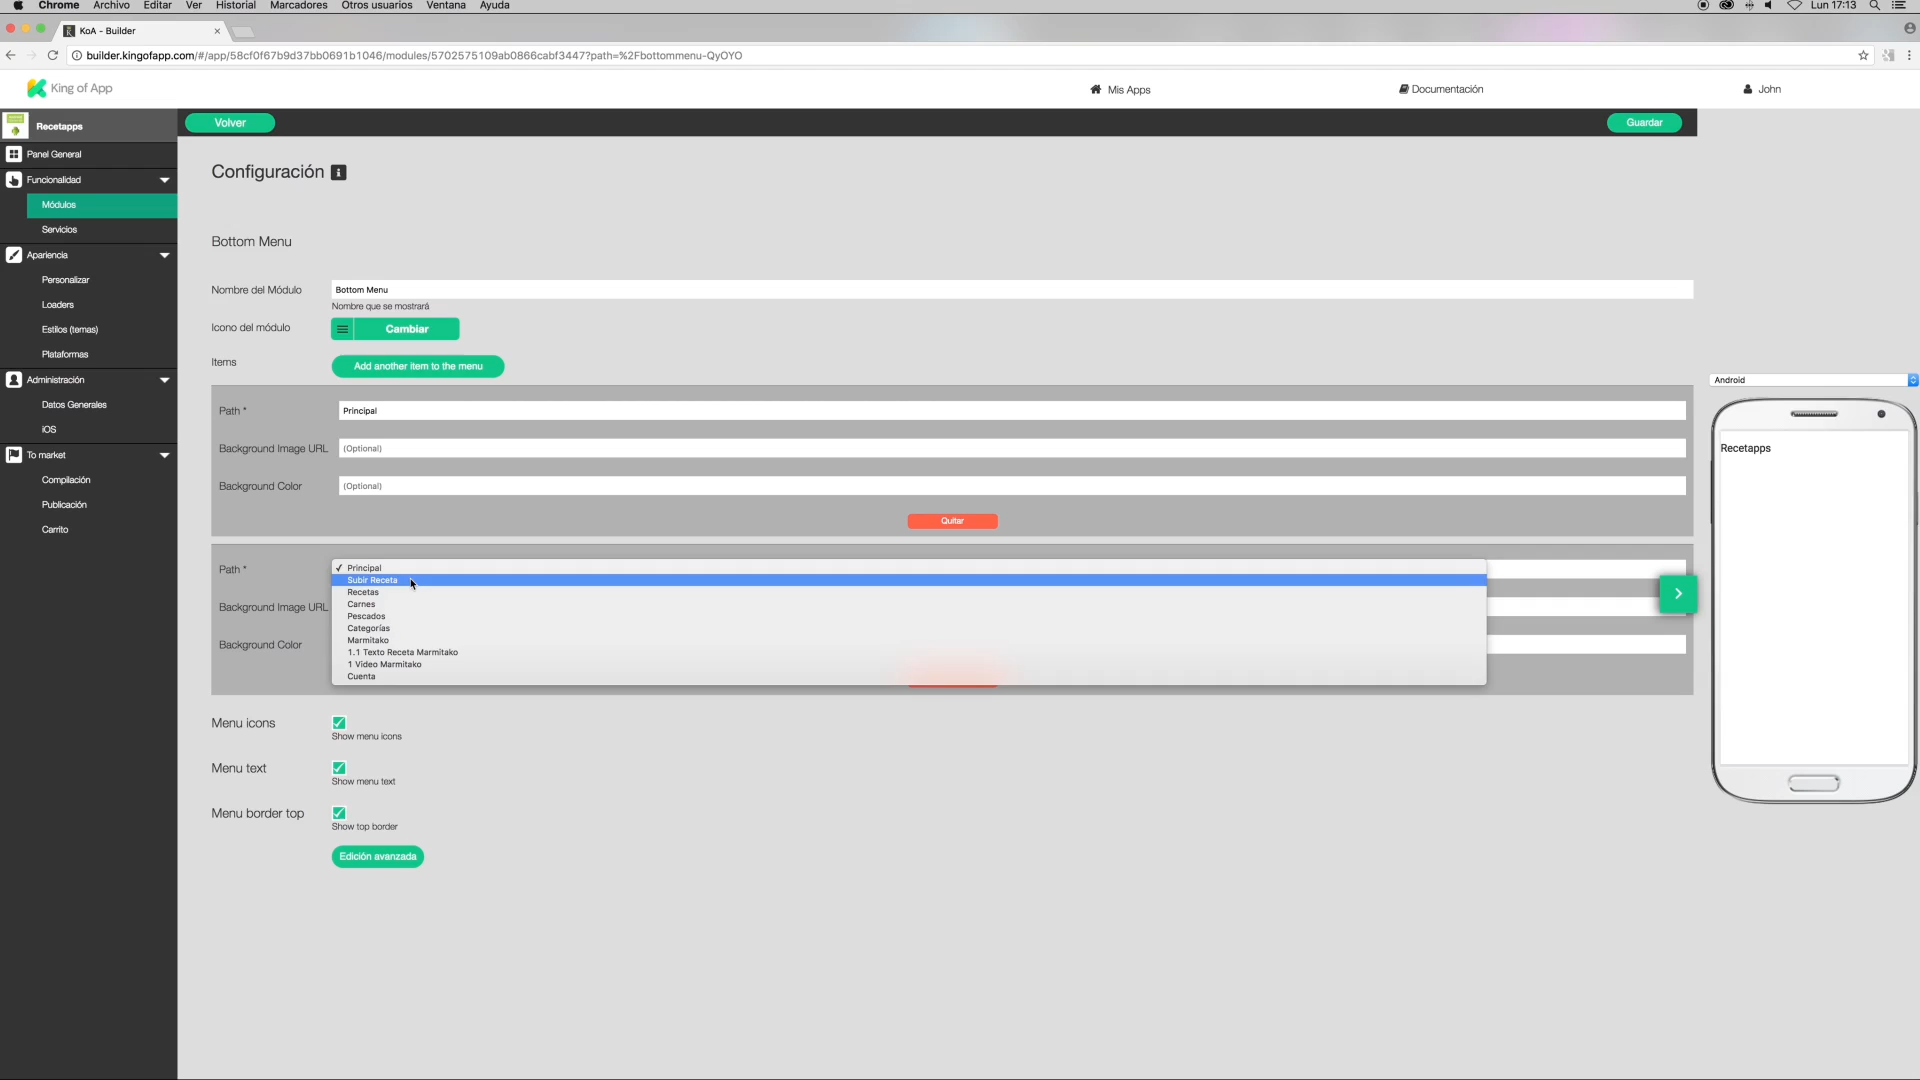 Chrome Archivo Editar Ver Historial Marcadores Otros usuarios Ventana Ayuda Lun 17:13
KoA - Builder
builder.kingofapp.com/#/app/58cf0f67b9d37bb0691b1046/modules/5702575109ab0866cabf3447?path=%2Fbottommenu-QyOYO
King of App Mis Apps Documentación John
Recetapps
Volver Guardar
Panel General
Funcionalidad
Módulos
Servicios
Apariencia
Personalizar
Loaders
Estilos (temas)
Plataformas
Administración
Datos Generales
iOS
To market
Compilación
Publicación
Carrito
Configuración
Bottom Menu
Nombre del Módulo Bottom Menu
Nombre que se mostrará
Icono del módulo Cambiar
Items Add another item to the menu
Path * Principal
Background Image URL (Optional)
Background Color (Optional)
Quitar
Path * ✓ Principal
Subir Receta
Recetas
Carnes
Background Image URL
Pescados
Categorías
Background Color
Marmitako
1.1 Texto Receta Marmitako
1 Video Marmitako
Cuenta
Menu icons
Show menu icons
Menu text
Show menu text
Menu border top
Show top border
Edición avanzada
Android
Recetapps